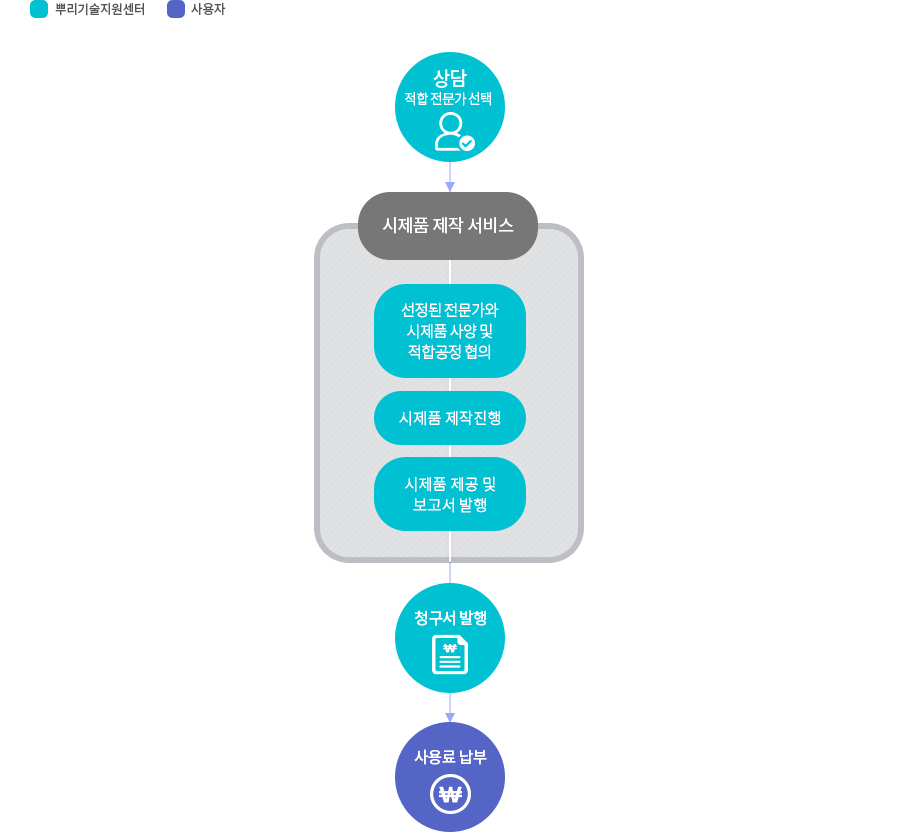 뿌리기술지원센터
사용자
상담
적합 전문가 선택
시제품 제작 서비스
선정된 전문가와
시제품 사양 및
적합공정 협의
시제품 제작진행
시제품 제공 및
보고서 발행
청구서 발행
₩
사용료 납부
₩